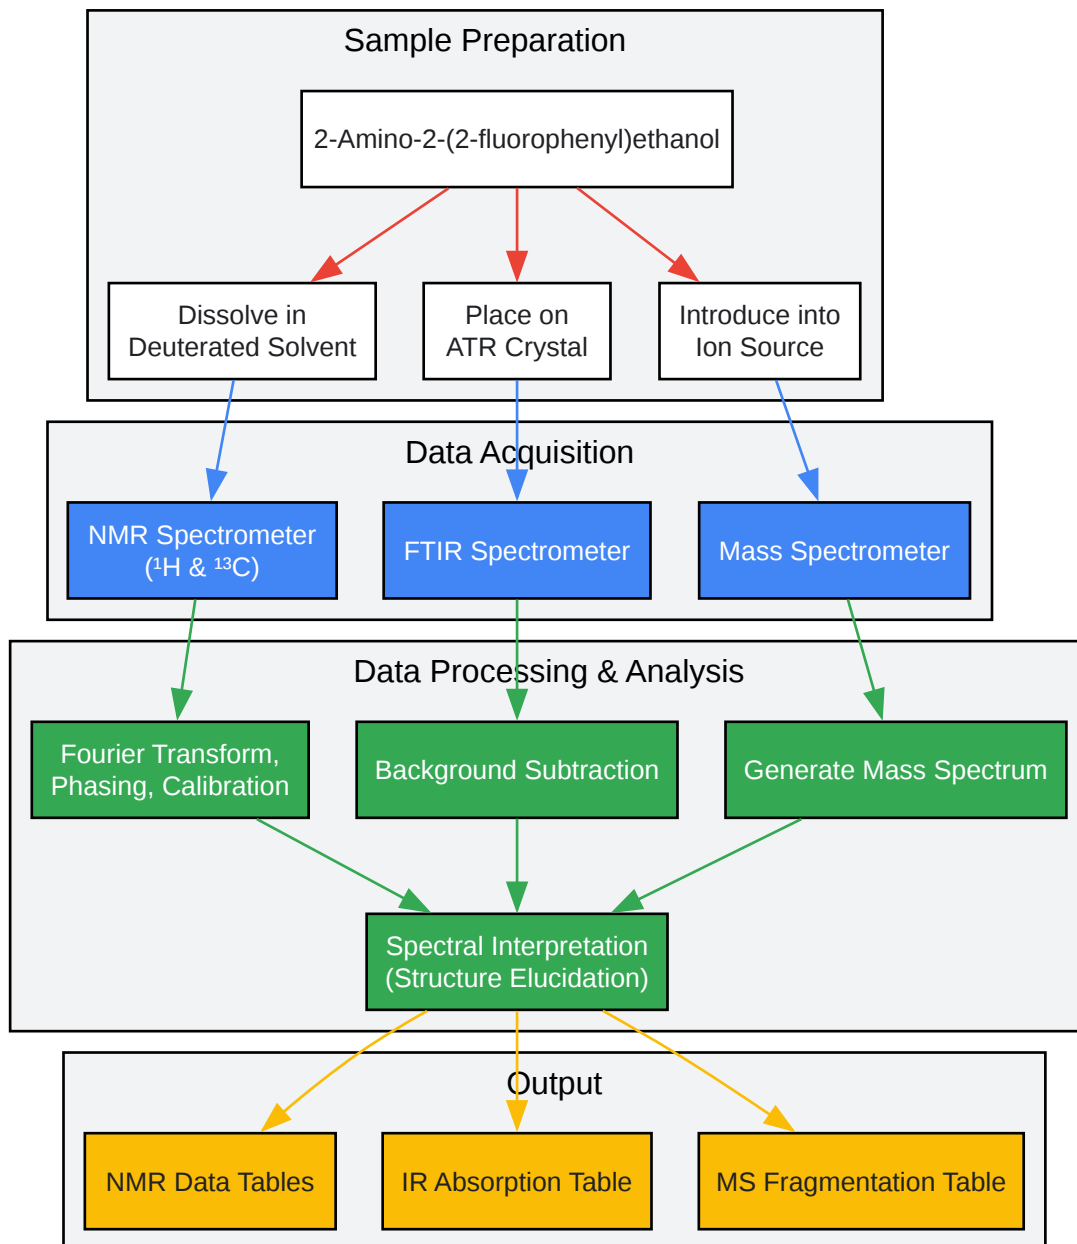 Sample Preparation
2-Amino-2-(2-fluorophenyl)ethanol
Dissolve in
Deuterated Solvent
Place on
ATR Crystal
Introduce into
Ion Source
Data Acquisition
NMR Spectrometer
(¹H & ¹³C)
FTIR Spectrometer
Mass Spectrometer
Data Processing & Analysis
Fourier Transform,
Phasing, Calibration
Background Subtraction
Generate Mass Spectrum
Spectral Interpretation
(Structure Elucidation)
Output
NMR Data Tables
IR Absorption Table
MS Fragmentation Table